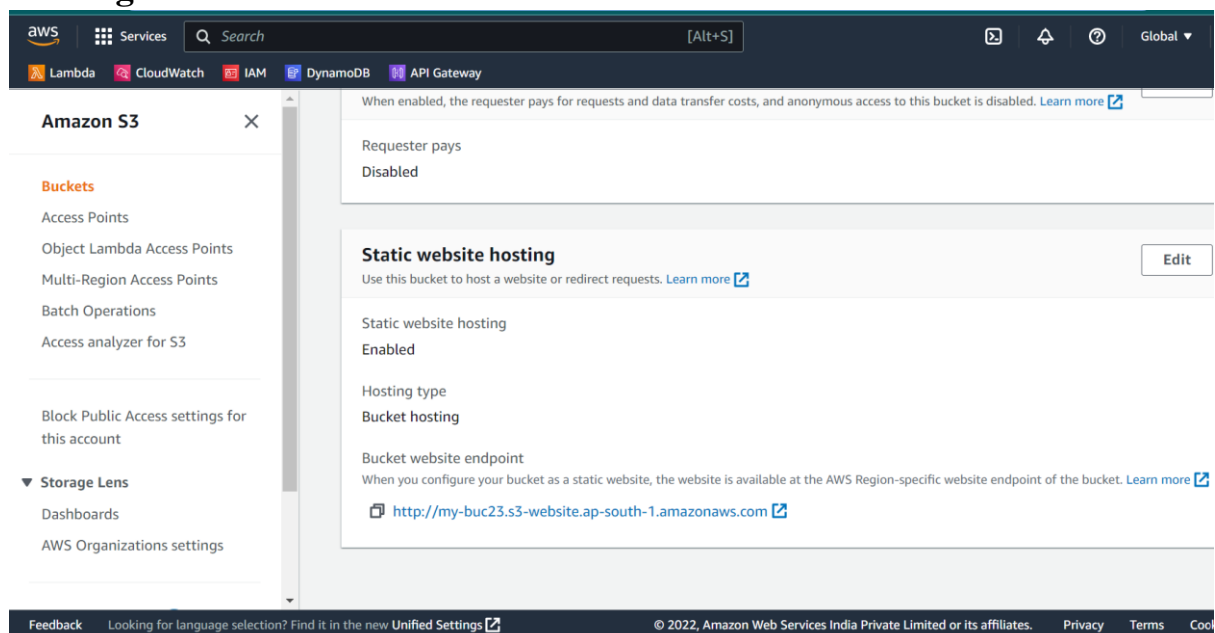 aws
Services
Search
[Alt+S]
Global ▼
Lambda
CloudWatch
IAM
DynamoDB
API Gateway
Amazon S3
Buckets
Access Points
Object Lambda Access Points
Multi-Region Access Points
Batch Operations
Access analyzer for S3
Block Public Access settings for
this account
▼ Storage Lens
Dashboards
AWS Organizations settings
When enabled, the requester pays for requests and data transfer costs, and anonymous access to this bucket is disabled. Learn more
Requester pays
Disabled
Static website hosting
Edit
Use this bucket to host a website or redirect requests. Learn more
Static website hosting
Enabled
Hosting type
Bucket hosting
Bucket website endpoint
When you configure your bucket as a static website, the website is available at the AWS Region-specific website endpoint of the bucket. Learn more
http://my-buc23.s3-website.ap-south-1.amazonaws.com
Feedback
Looking for language selection? Find it in the new Unified Settings
© 2022, Amazon Web Services India Private Limited or its affiliates.
Privacy
Terms